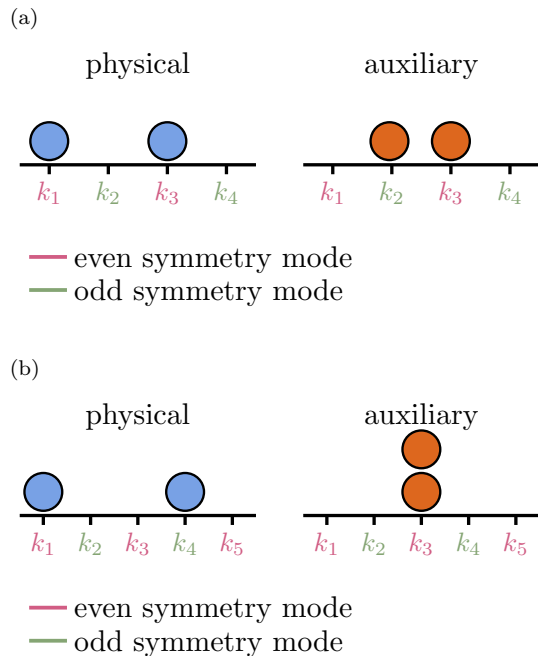 (a)
physical auxiliary
k₁ k₂ k₃ k₄ k₁ k₂ k₃ k₄
even symmetry mode
odd symmetry mode
(b)
physical auxiliary
k₁ k₂ k₃ k₄ k₅ k₁ k₂ k₃ k₄ k₅
even symmetry mode
odd symmetry mode